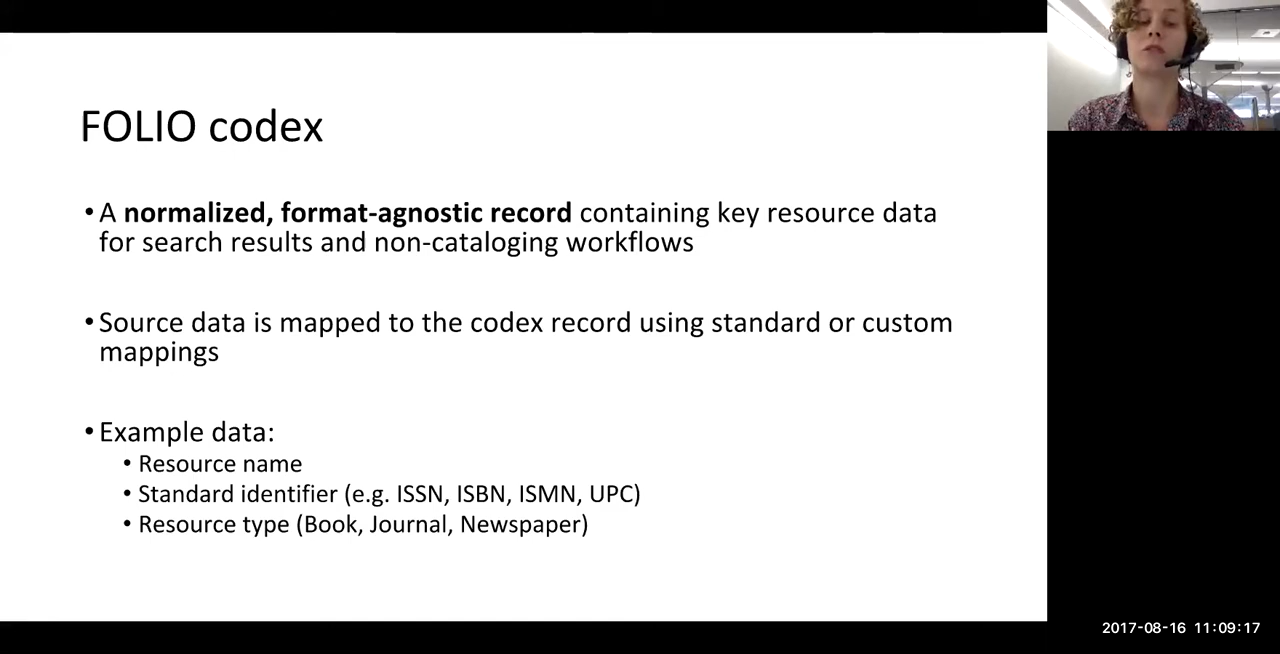 FOLIO codex
•A normalized, format-agnostic record containing key resource data
for search results and non-cataloging workflows
•Source data is mapped to the codex record using standard or custom
mappings
•Example data:
• Resource name
• Standard identifier (e.g. ISSN, ISBN, ISMN, UPC)
• Resource type (Book, Journal, Newspaper)
2017-08-16 11:09:17